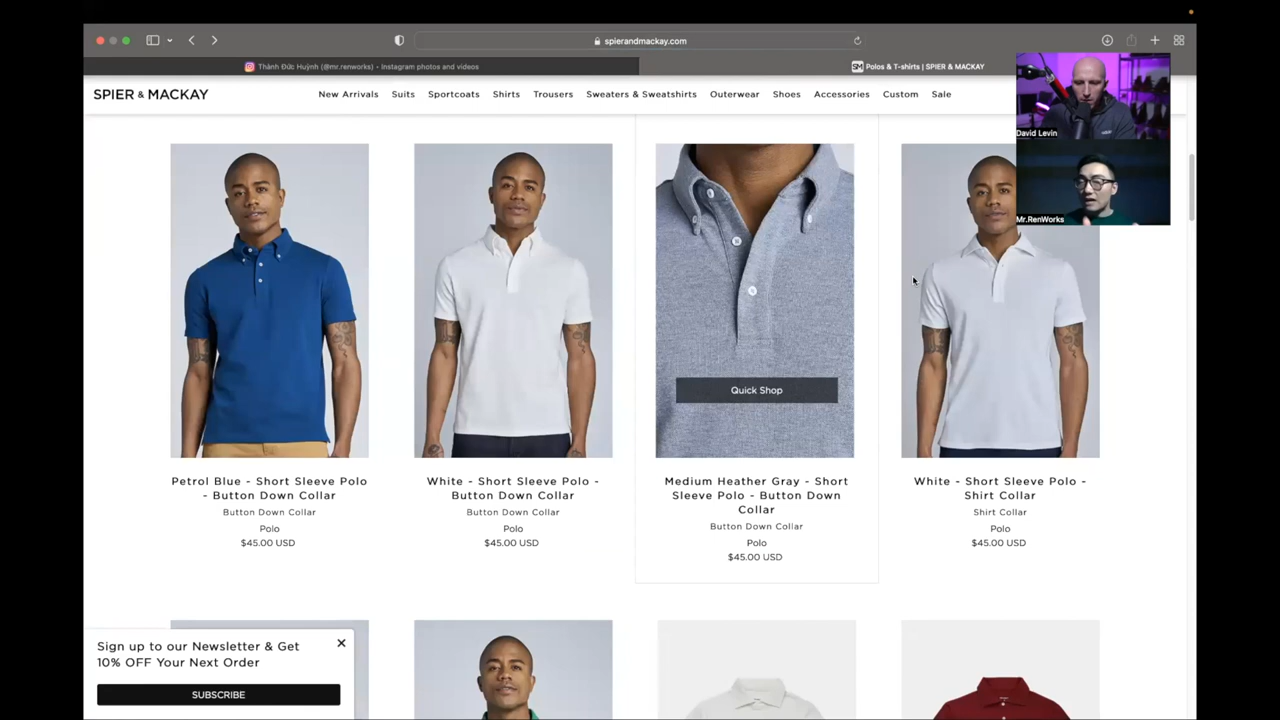 spierandmackay.com
Thành Đức Huỳnh (@mr.renworks) • Instagram photos and videos
SM Polos & T-shirts | SPIER & MACKAY
SPIER & MACKAY
New Arrivals Suits Sportcoats Shirts Trousers Sweaters & Sweatshirts Outerwear Shoes Accessories Custom Sale
David Levin
Mr.RenWorks
Quick Shop
Petrol Blue - Short Sleeve Polo
- Button Down Collar
Button Down Collar
Polo
$45.00 USD
White - Short Sleeve Polo -
Button Down Collar
Button Down Collar
Polo
$45.00 USD
Medium Heather Gray - Short
Sleeve Polo - Button Down
Collar
Button Down Collar
Polo
$45.00 USD
White - Short Sleeve Polo -
Shirt Collar
Shirt Collar
Polo
$45.00 USD
Sign up to our Newsletter & Get
10% OFF Your Next Order
SUBSCRIBE